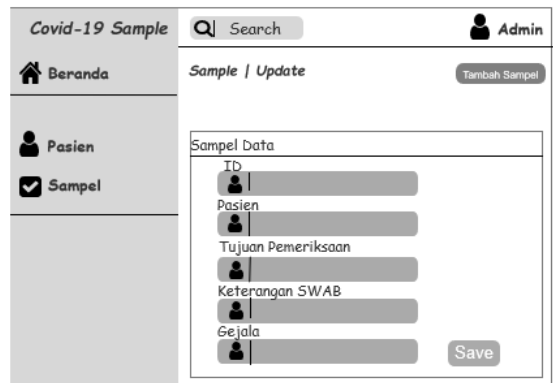 Covid-19 Sample
Search
Admin
Beranda
Sample | Update
Tambah Sampel
Pasien
Sampel
Sampel Data
ID
Pasien
Tujuan Pemeriksaan
Keterangan SWAB
Gejala
Save